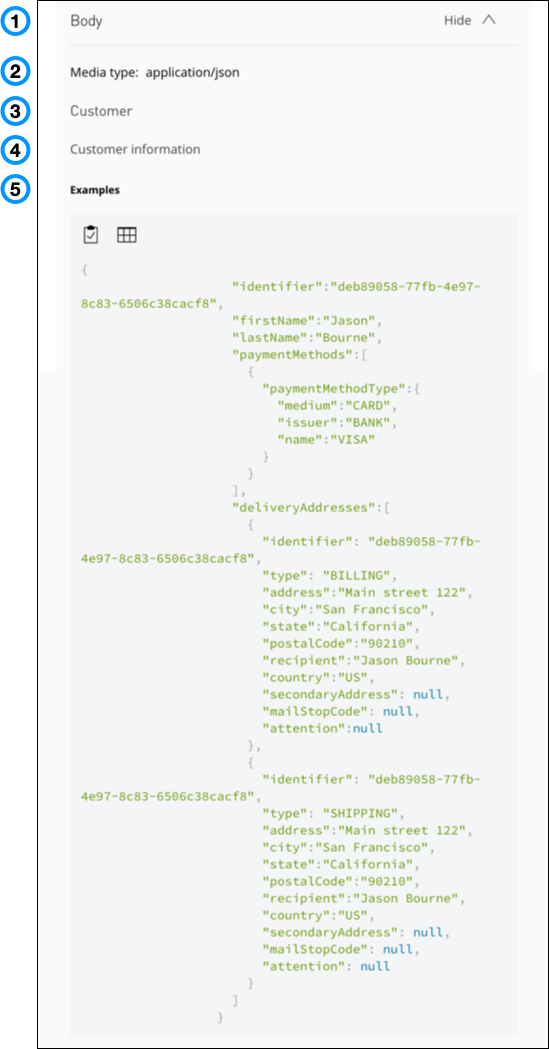 1 Body Hide
2 Media type: application/json
3 Customer
4 Customer information
5 Examples
{
"identifier":"deb89058-77fb-4e97-
8c83-6506c38cacf8",
"firstName":"Jason",
"lastName":"Bourne",
"paymentMethods":[
{
"paymentMethodType":{
"medium":"CARD",
"issuer":"BANK",
"name":"VISA"
}
}
],
"deliveryAddresses":[
{
"identifier": "deb89058-77fb-
4e97-8c83-6506c38cacf8",
"type": "BILLING",
"address":"Main street 122",
"city":"San Francisco",
"state":"California",
"postalCode":"90210",
"recipient":"Jason Bourne",
"country":"US",
"secondaryAddress": null,
"mailStopCode": null,
"attention":null
},
{
"identifier": "deb89058-77fb-
4e97-8c83-6506c38cacf8",
"type": "SHIPPING",
"address":"Main street 122",
"city":"San Francisco",
"state":"California",
"postalCode":"90210",
"recipient":"Jason Bourne",
"country":"US",
"secondaryAddress": null,
"mailStopCode": null,
"attention": null
}
]
}